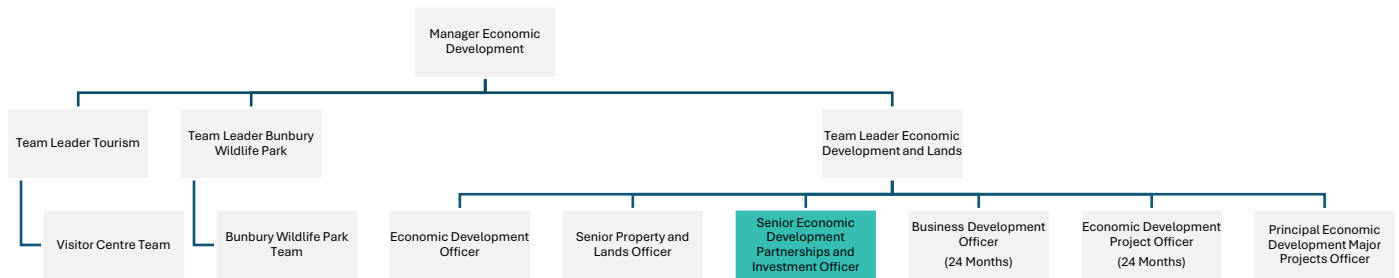 Manager Economic
Development
Team Leader Tourism
Team Leader Bunbury
Wildlife Park
Team Leader Economic
Development and Lands
Visitor Centre Team
Bunbury Wildlife Park
Team
Economic Development
Officer
Senior Property and
Lands Officer
Senior Economic
Development
Partnerships and
Investment Officer
Business Development
Officer
(24 Months)
Economic Development
Project Officer
(24 Months)
Principal Economic
Development Major
Projects Officer